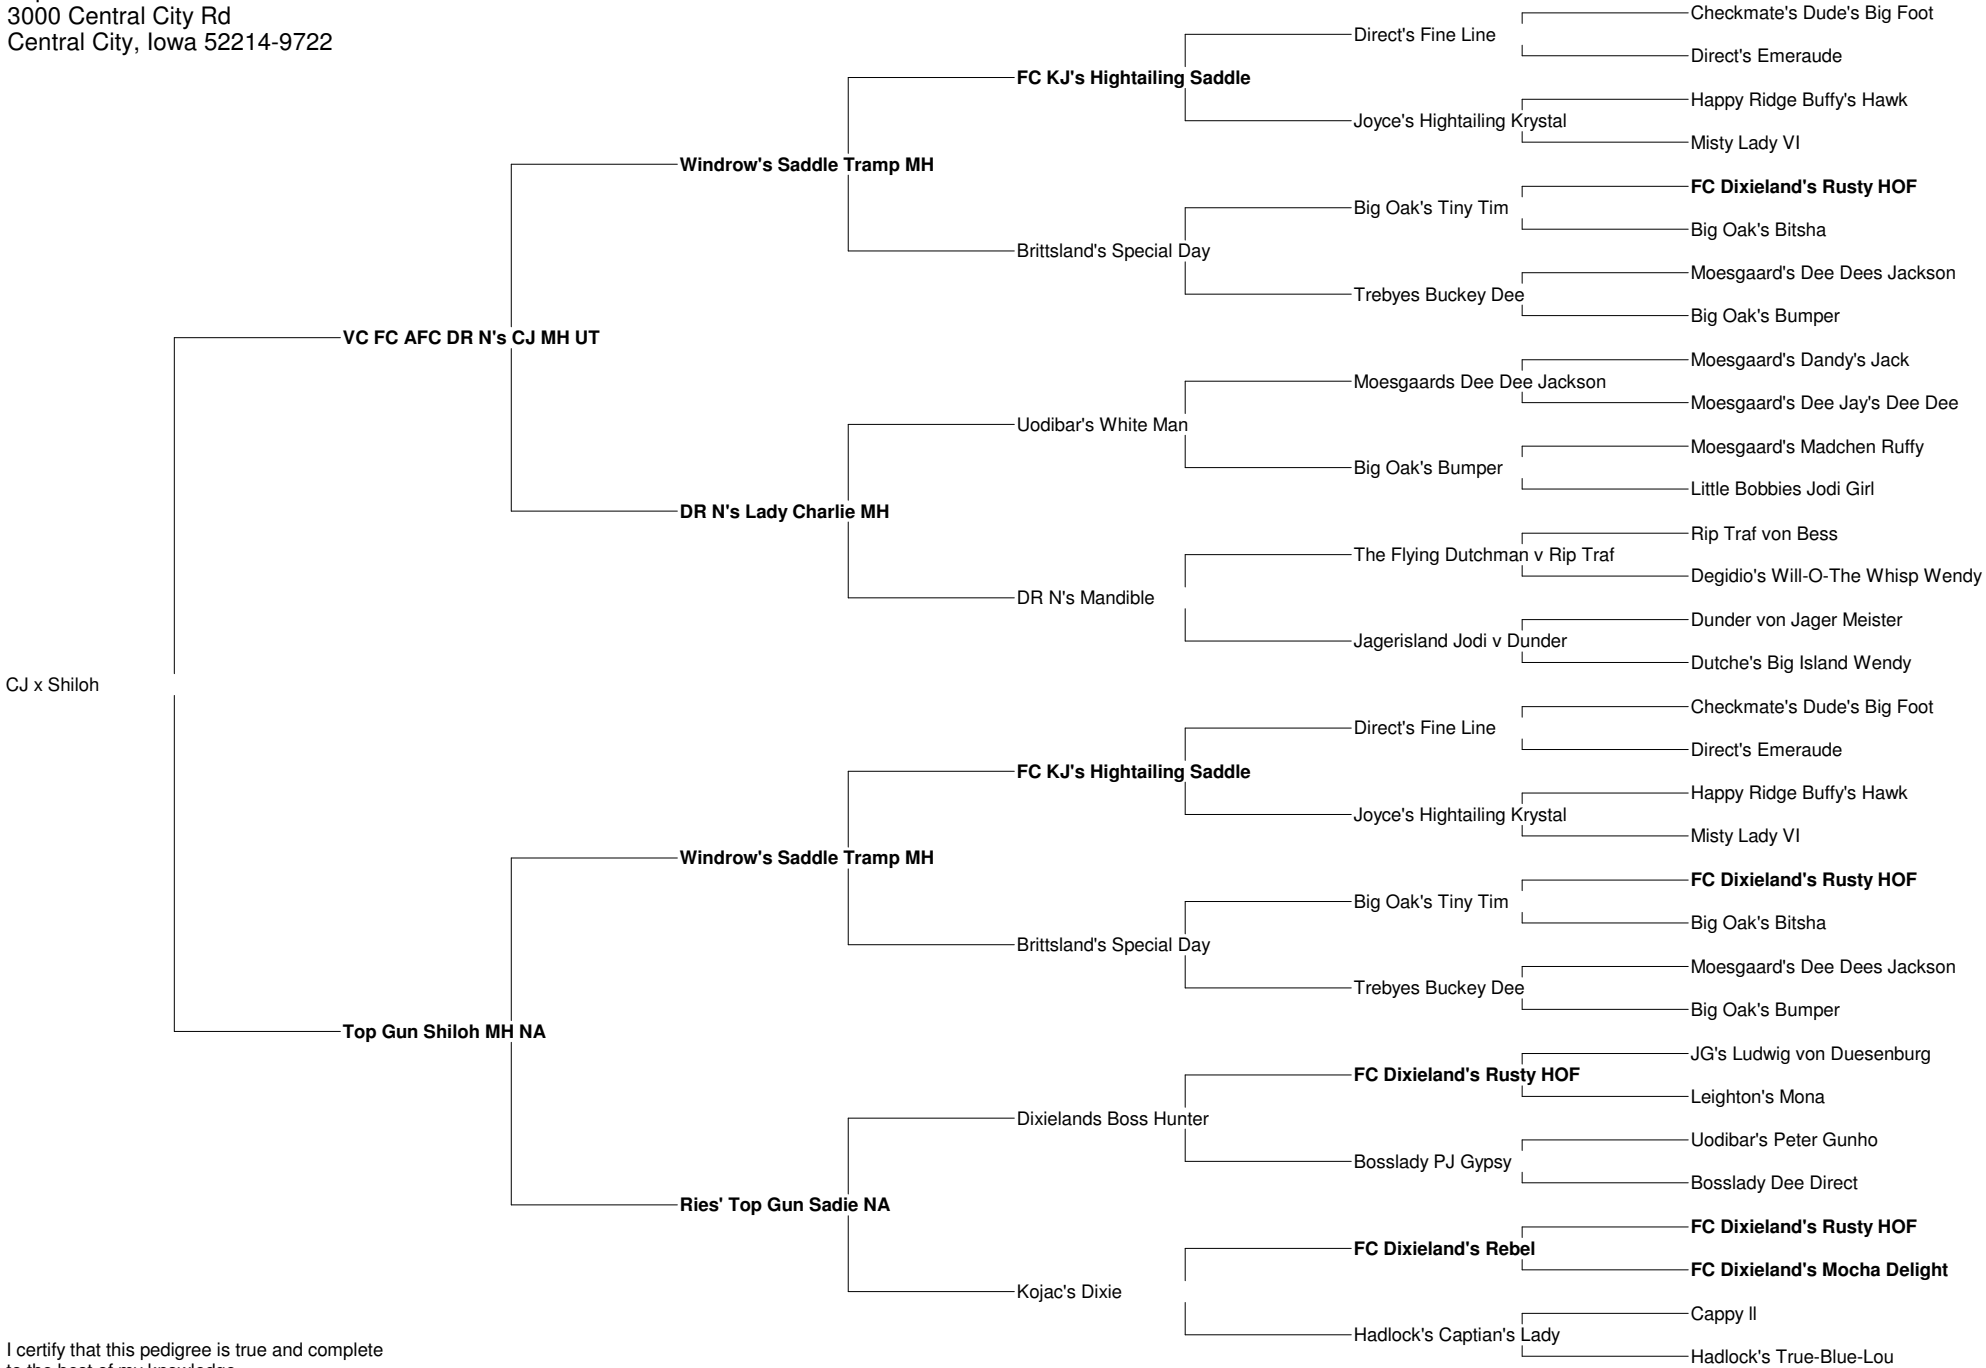 3000 Central City Rd
Central City, Iowa 52214-9722
Checkmate's Dude's Big Foot
Direct's Fine Line
Direct's Emeraude
FC KJ's Hightailing Saddle
Happy Ridge Buffy's Hawk
Joyce's Hightailing Krystal
Misty Lady VI
Windrow's Saddle Tramp MH
FC Dixieland's Rusty HOF
Big Oak's Tiny Tim
Big Oak's Bitsha
Brittsland's Special Day
Moesgaard's Dee Dees Jackson
Trebyes Buckey Dee
Big Oak's Bumper
VC FC AFC DR N's CJ MH UT
Moesgaard's Dandy's Jack
Moesgaards Dee Dee Jackson
Moesgaard's Dee Jay's Dee Dee
Uodibar's White Man
Moesgaard's Madchen Ruffy
Big Oak's Bumper
Little Bobbies Jodi Girl
DR N's Lady Charlie MH
Rip Traf von Bess
The Flying Dutchman v Rip Traf
Degidio's Will-O-The Whisp Wendy
DR N's Mandible
Dunder von Jager Meister
Jagerisland Jodi v Dunder
Dutche's Big Island Wendy
CJ x Shiloh
Checkmate's Dude's Big Foot
Direct's Fine Line
Direct's Emeraude
FC KJ's Hightailing Saddle
Happy Ridge Buffy's Hawk
Joyce's Hightailing Krystal
Misty Lady VI
Windrow's Saddle Tramp MH
FC Dixieland's Rusty HOF
Big Oak's Tiny Tim
Big Oak's Bitsha
Brittsland's Special Day
Moesgaard's Dee Dees Jackson
Trebyes Buckey Dee
Big Oak's Bumper
Top Gun Shiloh MH NA
JG's Ludwig von Duesenburg
FC Dixieland's Rusty HOF
Leighton's Mona
Dixielands Boss Hunter
Uodibar's Peter Gunho
Bosslady PJ Gypsy
Bosslady Dee Direct
Ries' Top Gun Sadie NA
FC Dixieland's Rusty HOF
FC Dixieland's Rebel
FC Dixieland's Mocha Delight
Kojac's Dixie
Cappy II
Hadlock's Captian's Lady
Hadlock's True-Blue-Lou
I certify that this pedigree is true and complete